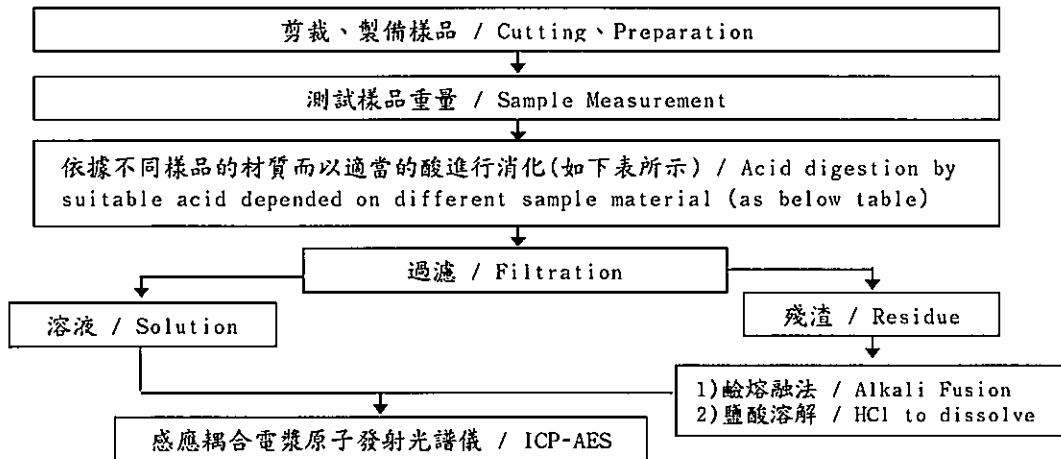 剪裁、製備樣品 / Cutting、Preparation
測試樣品重量 / Sample Measurement
依據不同樣品的材質而以適當的酸進行消化(如下表所示) / Acid digestion by
suitable acid depended on different sample material (as below table)
過濾 / Filtration
溶液 / Solution
殘渣 / Residue
1)鹼熔融法 / Alkali Fusion
2)鹽酸溶解 / HCl to dissolve
感應耦合電漿原子發射光譜儀 / ICP-AES